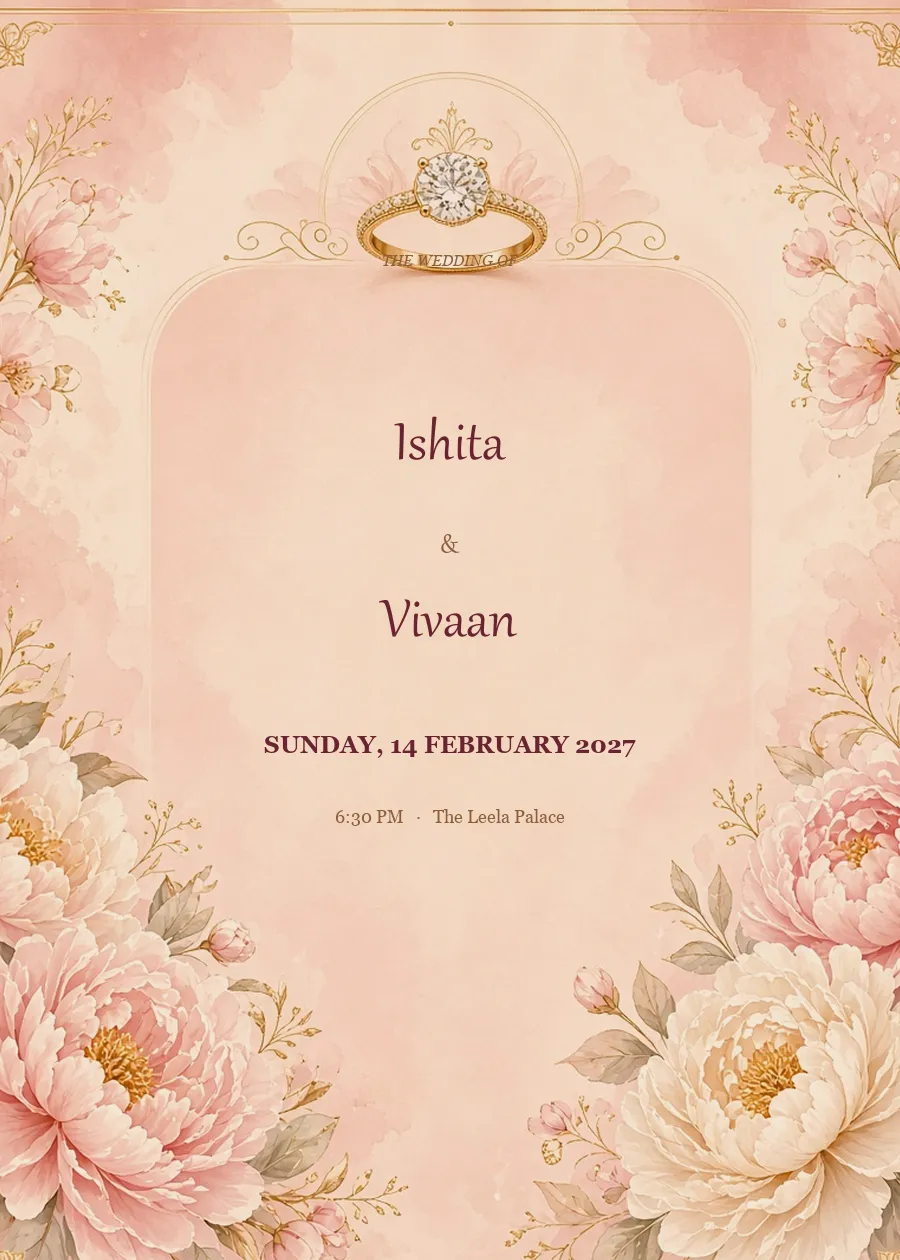 THE WEDDING OF
Ishita
&
Vivaan
SUNDAY, 14 FEBRUARY 2027
6:30 PM · The Leela Palace